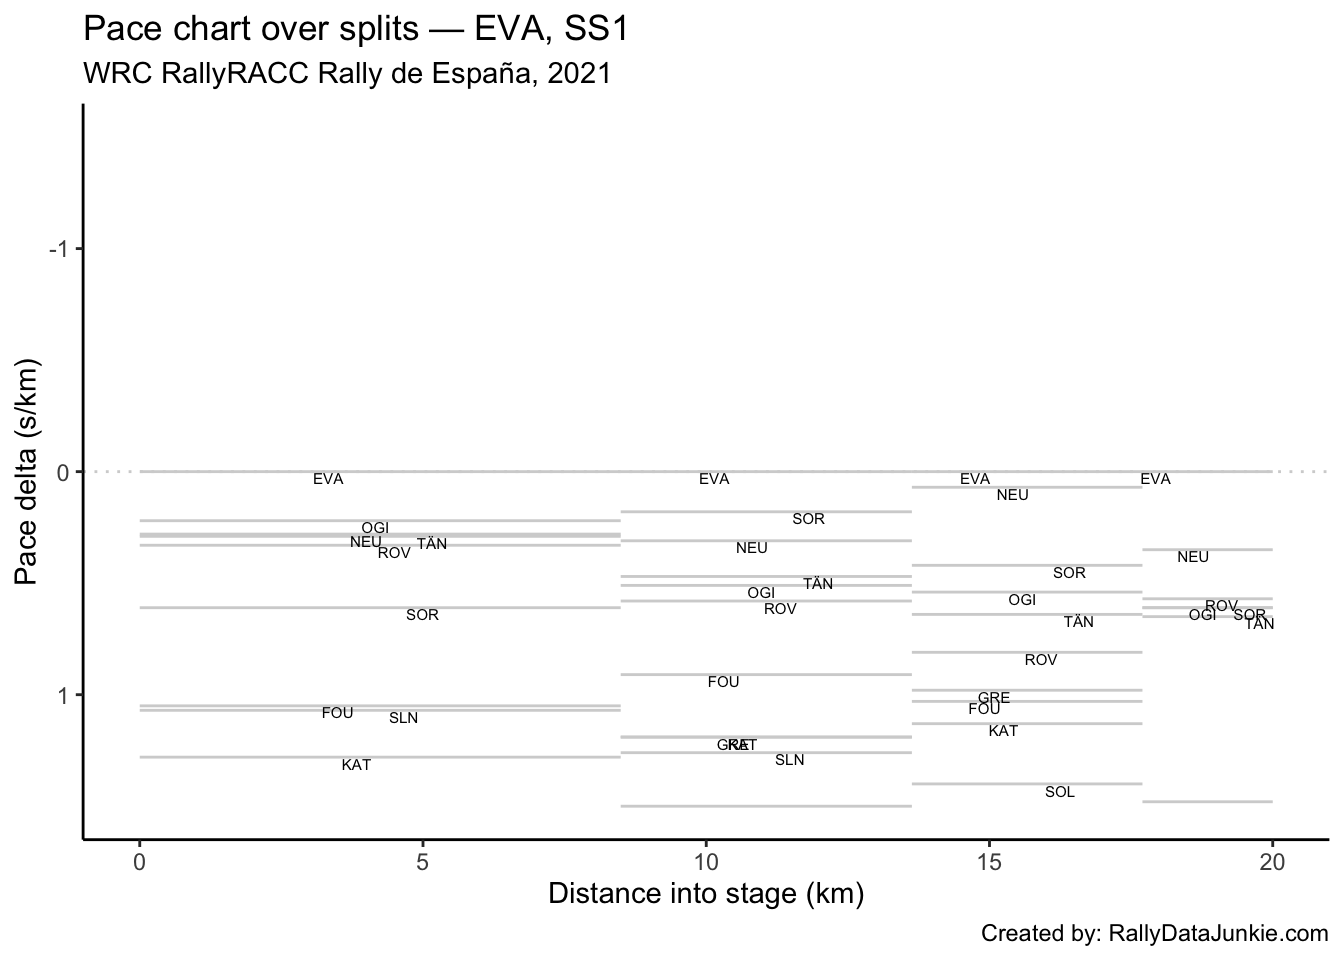 Pace chart over splits — EVA, SS1
WRC RallyRACC Rally de España, 2021
Pace delta (s/km)
-1
0
1
EVA EVA EVA EVA
NEU
SOR
OGI
NEU TÄN
ROV
NEU
NEU
SOR
TÄN
OGI
ROV
OGI
TÄN
ROV
OGI SOR
TÄN
SOR
ROV
FOU
GRE
FOU
FOU
SLN
KAT
GRE KAT
SLN
KAT
SOL
0 5 10 15 20
Distance into stage (km)
Created by: RallyDataJunkie.com